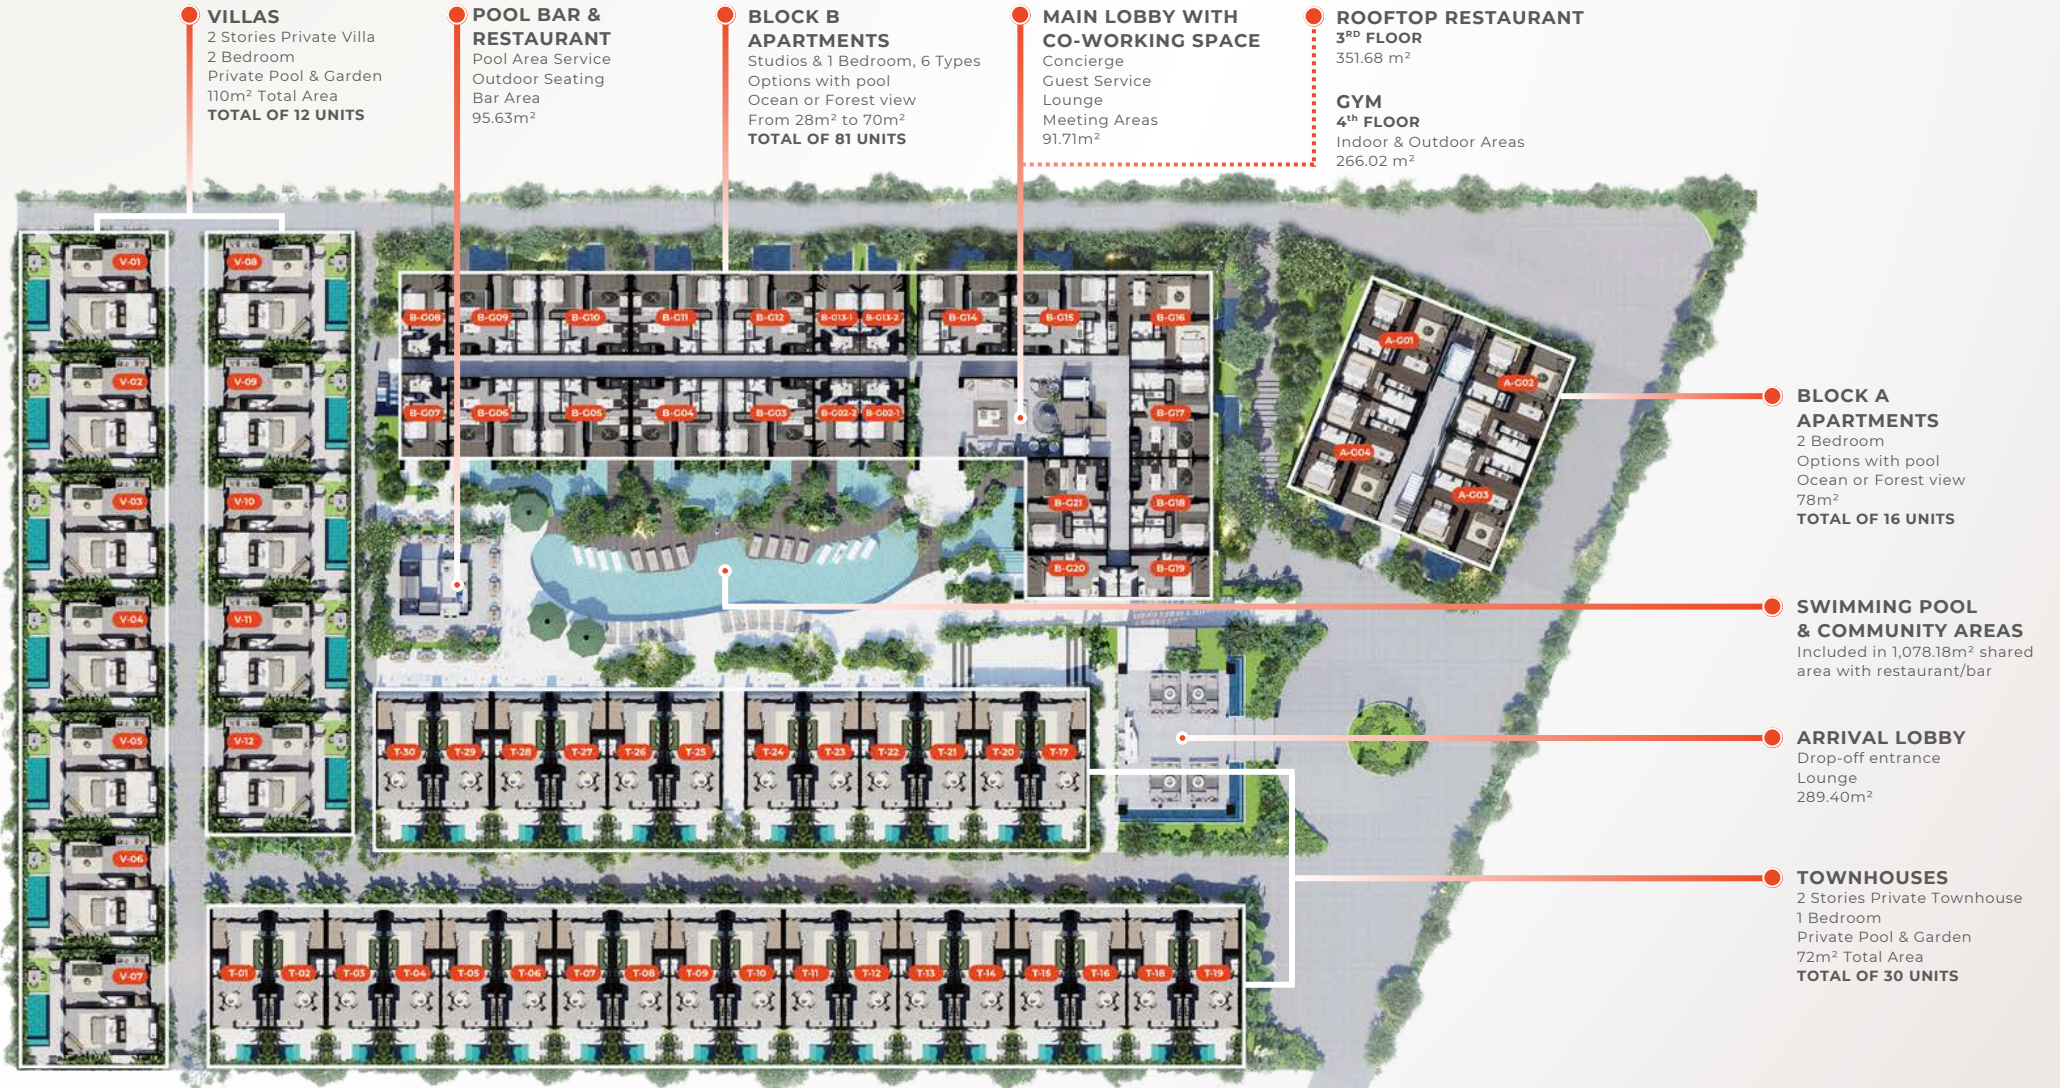 VILLAS
2 Stories Private Villa
2 Bedroom
Private Pool & Garden
110m² Total Area
TOTAL OF 12 UNITS
POOL BAR &
RESTAURANT
Pool Area Service
Outdoor Seating
Bar Area
95.63m²
BLOCK B
APARTMENTS
Studios & 1 Bedroom, 6 Types
Options with pool
Ocean or Forest view
From 28m² to 70m²
TOTAL OF 81 UNITS
MAIN LOBBY WITH
CO-WORKING SPACE
Concierge
Guest Service
Lounge
Meeting Areas
91.71m²
ROOFTOP RESTAURANT
3RD FLOOR
351.68 m²
GYM
4th FLOOR
Indoor & Outdoor Areas
266.02 m²
BLOCK A
APARTMENTS
2 Bedroom
Options with pool
Ocean or Forest view
78m²
TOTAL OF 16 UNITS
SWIMMING POOL
& COMMUNITY AREAS
Included in 1,078.18m² shared
area with restaurant/bar
ARRIVAL LOBBY
Drop-off entrance
Lounge
289.40m²
TOWNHOUSES
2 Stories Private Townhouse
1 Bedroom
Private Pool & Garden
72m² Total Area
TOTAL OF 30 UNITS
V-01
V-02
V-03
V-04
V-05
V-06
V-07
V-08
V-09
V-10
V-11
V-12
B-G08
B-G09
B-G10
B-G11
B-G12
B-G13-1
B-G13-2
B-G14
B-G15
B-G16
B-G07
B-G06
B-G05
B-G04
B-G03
B-G02-2
B-G02-1
B-G17
B-G21
B-G18
B-G20
B-G19
A-G01
A-G02
A-G04
A-G03
T-30
T-29
T-28
T-27
T-26
T-25
T-24
T-23
T-22
T-21
T-20
T-17
T-01
T-02
T-03
T-04
T-05
T-06
T-07
T-08
T-09
T-10
T-11
T-12
T-13
T-14
T-15
T-16
T-18
T-19